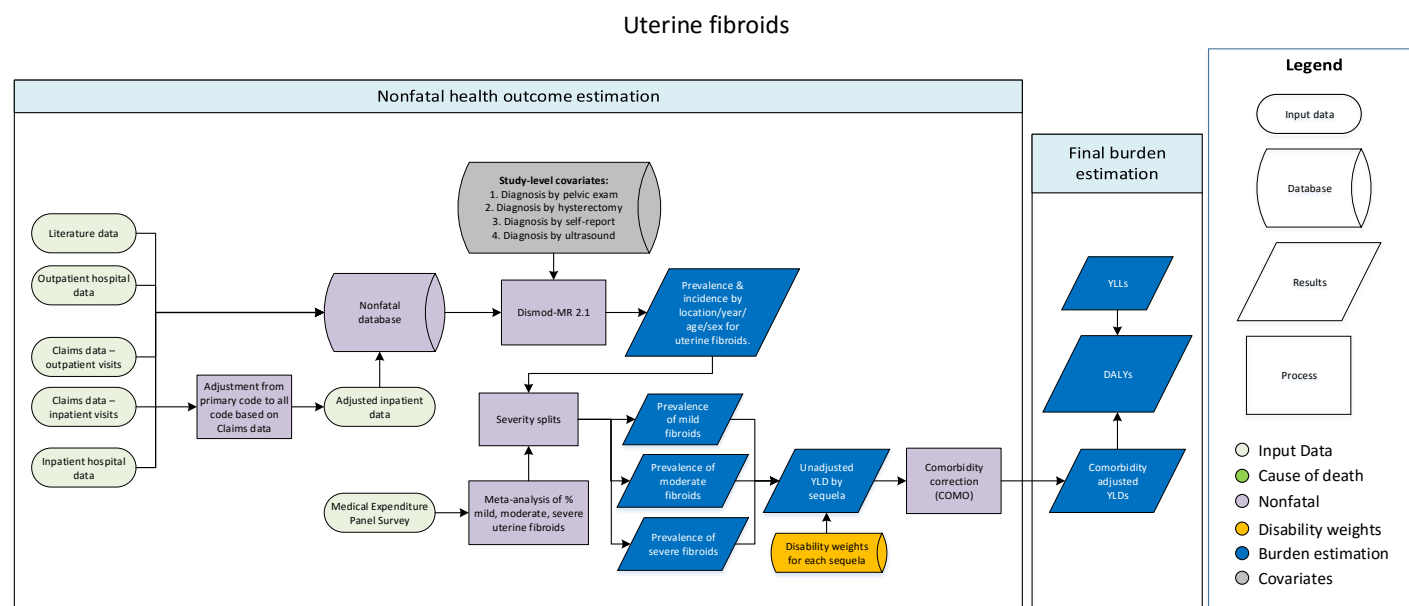 Uterine fibroids
Nonfatal health outcome estimation
Study-level covariates:
1. Diagnosis by pelvic exam
2. Diagnosis by hysterectomy
3. Diagnosis by self-report
4. Diagnosis by ultrasound
Literature data
Outpatient hospital
data
Claims data –
outpatient visits
Claims data –
inpatient visits
Inpatient hospital
data
Adjustment from
primary code to all
code based on
Claims data
Adjusted inpatient
data
Nonfatal
database
Dismod-MR 2.1
Prevalence &
incidence by
location/year/
age/sex for
uterine fibroids.
Severity splits
Medical Expenditure
Panel Survey
Meta-analysis of %
mild, moderate, severe
uterine fibroids
Prevalence
of mild
fibroids
Prevalence of
moderate
fibroids
Prevalence of
severe fibroids
Unadjusted
YLD by
sequela
Disability weights
for each sequela
Comorbidity
correction
(COMO)
Final burden
estimation
YLLs
DALYs
Comorbidity
adjusted
YLDs
Legend
Input data
Database
Results
Process
Input Data
Cause of death
Nonfatal
Disability weights
Burden estimation
Covariates